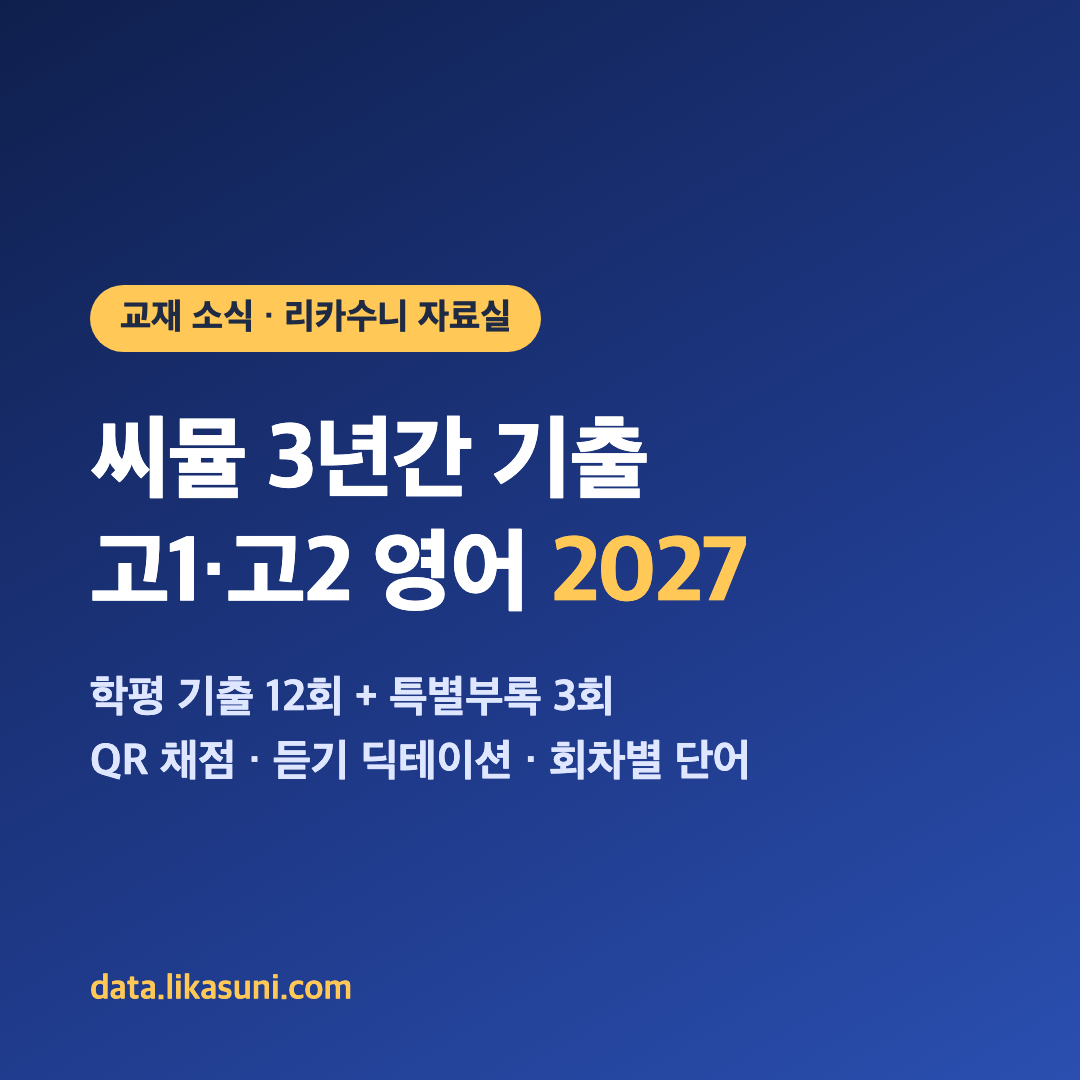 교재 소식 · 리카수니 자료실
씨뮬 3년간 기출
고1·고2 영어 2027
학평 기출 12회 + 특별부록 3회
QR 채점 · 듣기 딕테이션 · 회차별 단어
data.likasuni.com